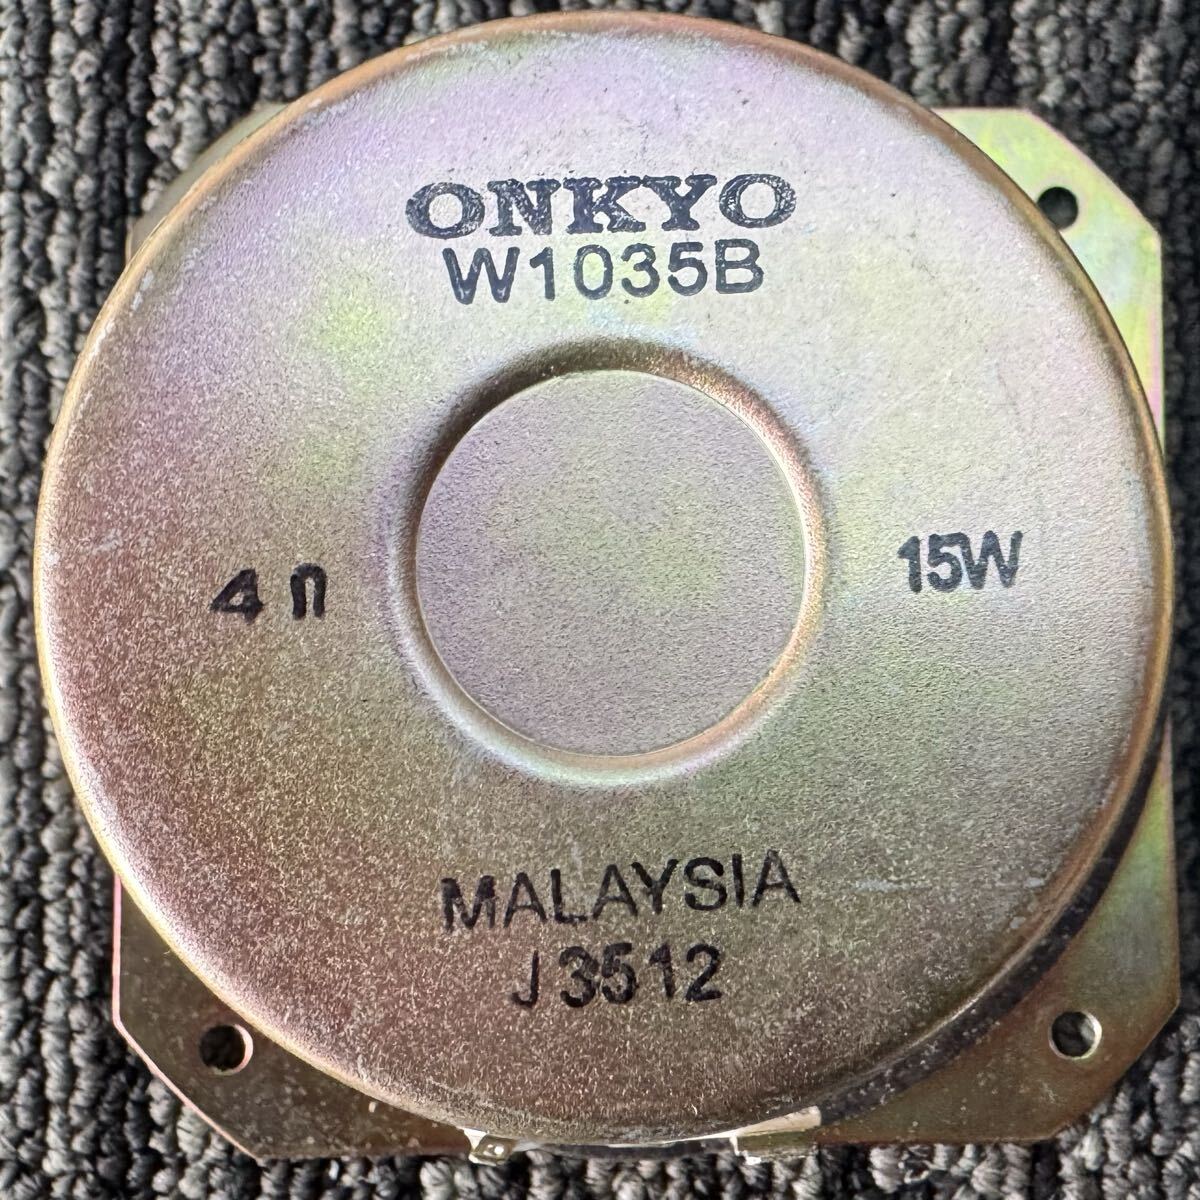 ONKYO
W1035B
4Ω 15W
MALAYSIA
J3512